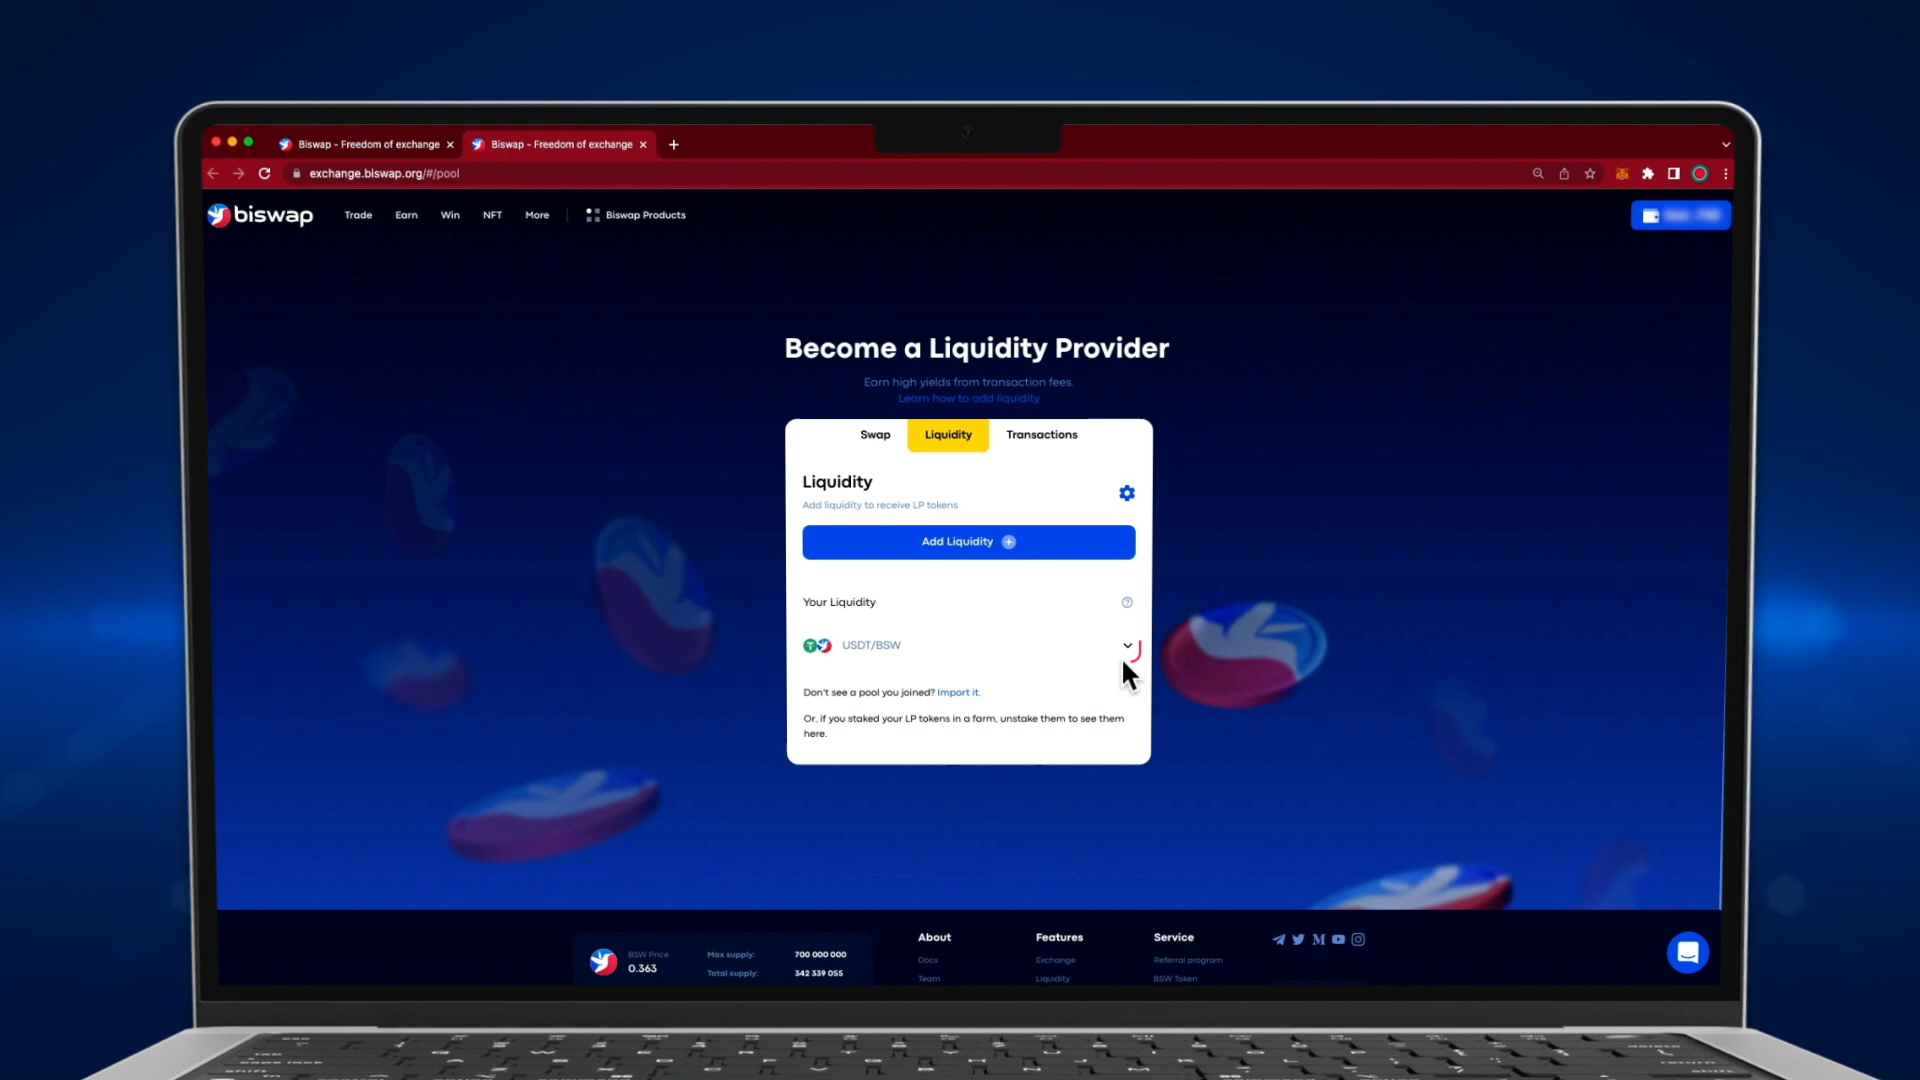 Biswap - Freedom of exchange
Biswap - Freedom of exchange
exchange.biswap.org/#/pool
biswap
Trade
Earn
Win
NFT
More
Biswap Products
Become a Liquidity Provider
Earn high yields from transaction fees.
Learn how to add liquidity
Swap
Liquidity
Transactions
Liquidity
Add liquidity to receive LP tokens
Add Liquidity
Your Liquidity
USDT/BSW
Don't see a pool you joined? Import it.
Or, if you staked your LP tokens in a farm, unstake them to see them
here.
BSW Price
0.363
Max supply: 700 000 000
Total supply: 342 339 055
About
Docs
Team
Features
Exchange
Liquidity
Service
Referral program
BSW Token